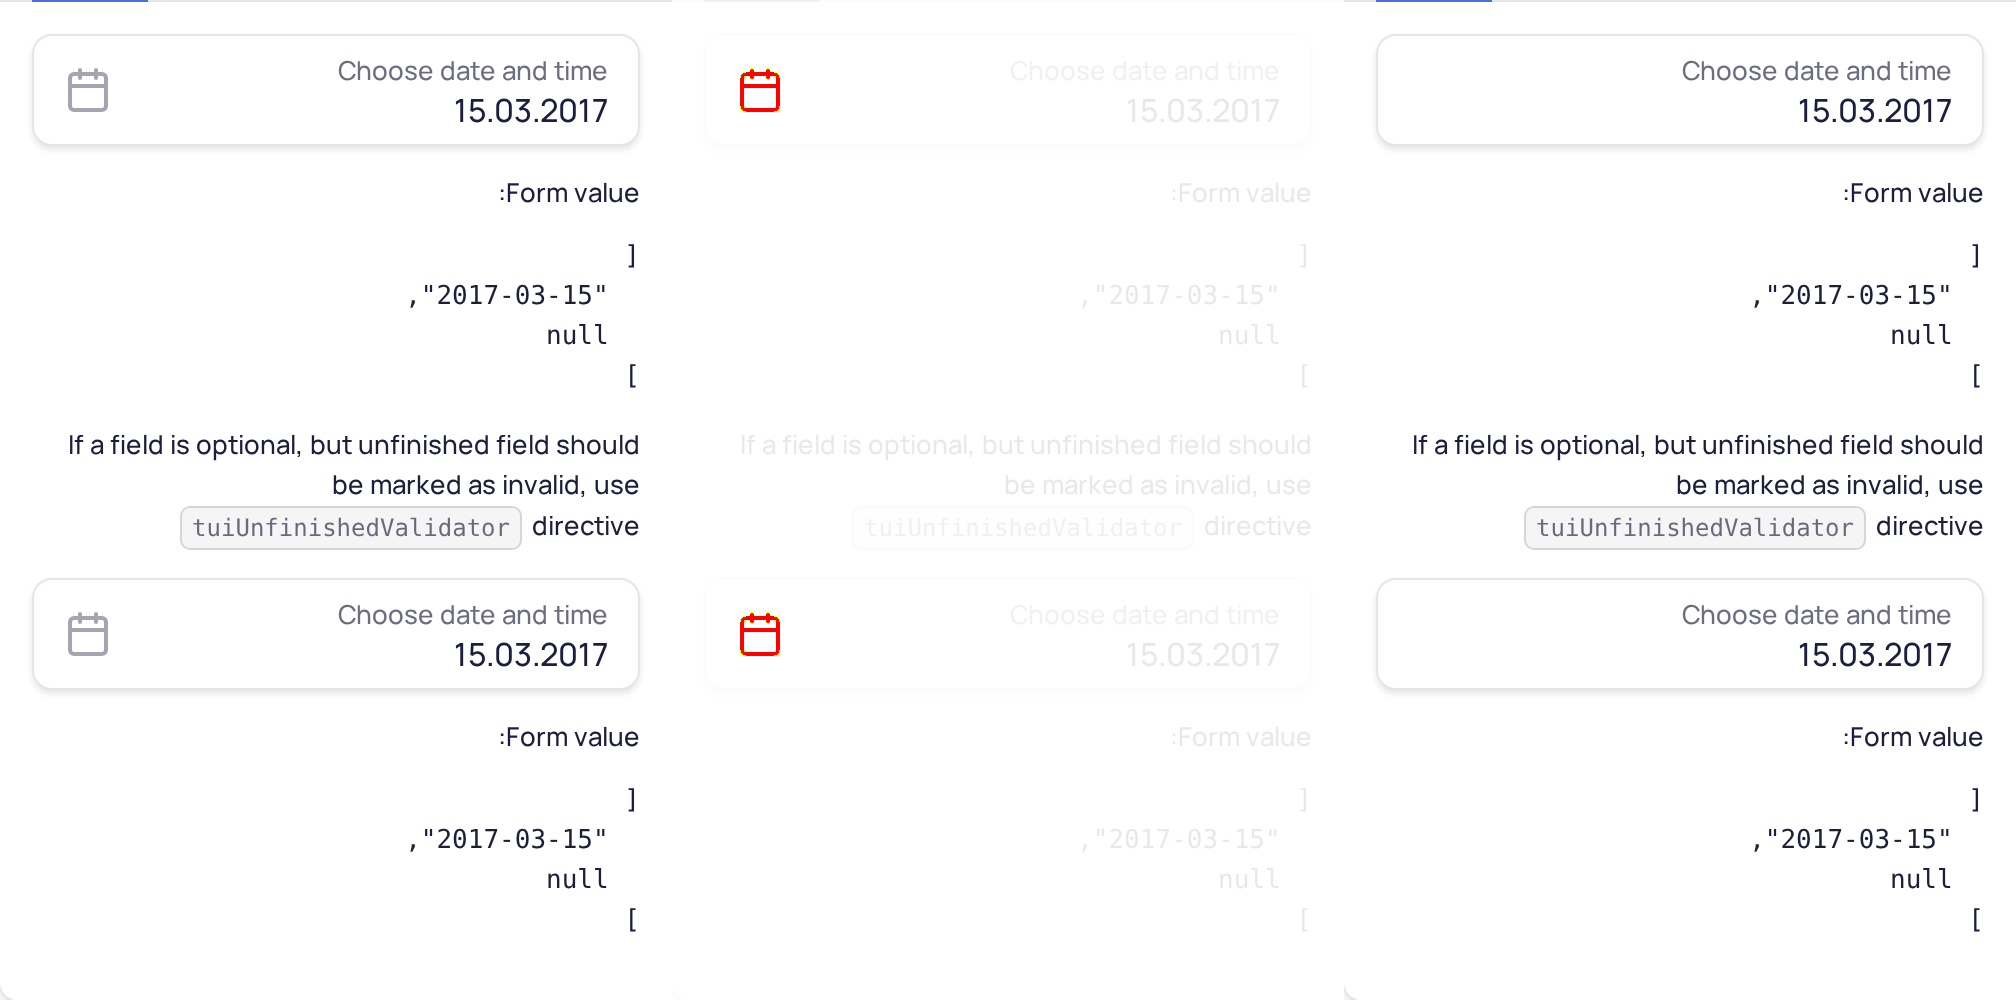 Choose date and time
15.03.2017
:Form value
]
,"2017-03-15"
null
[
If a field is optional, but unfinished field should
be marked as invalid, use
tuiUnfinishedValidator directive
Choose date and time
15.03.2017
:Form value
]
,"2017-03-15"
null
[
Choose date and time
15.03.2017
:Form value
]
,"2017-03-15"
null
[
If a field is optional, but unfinished field should
be marked as invalid, use
tuiUnfinishedValidator directive
Choose date and time
15.03.2017
:Form value
]
,"2017-03-15"
null
[
Choose date and time
15.03.2017
:Form value
]
,"2017-03-15"
null
[
If a field is optional, but unfinished field should
be marked as invalid, use
tuiUnfinishedValidator directive
Choose date and time
15.03.2017
:Form value
]
,"2017-03-15"
null
[